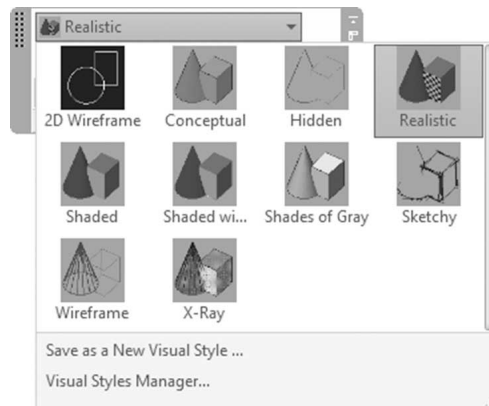 Realistic
2D Wireframe Conceptual Hidden Realistic
Shaded Shaded wi... Shades of Gray Sketchy
Wireframe X-Ray
Save as a New Visual Style ...
Visual Styles Manager...